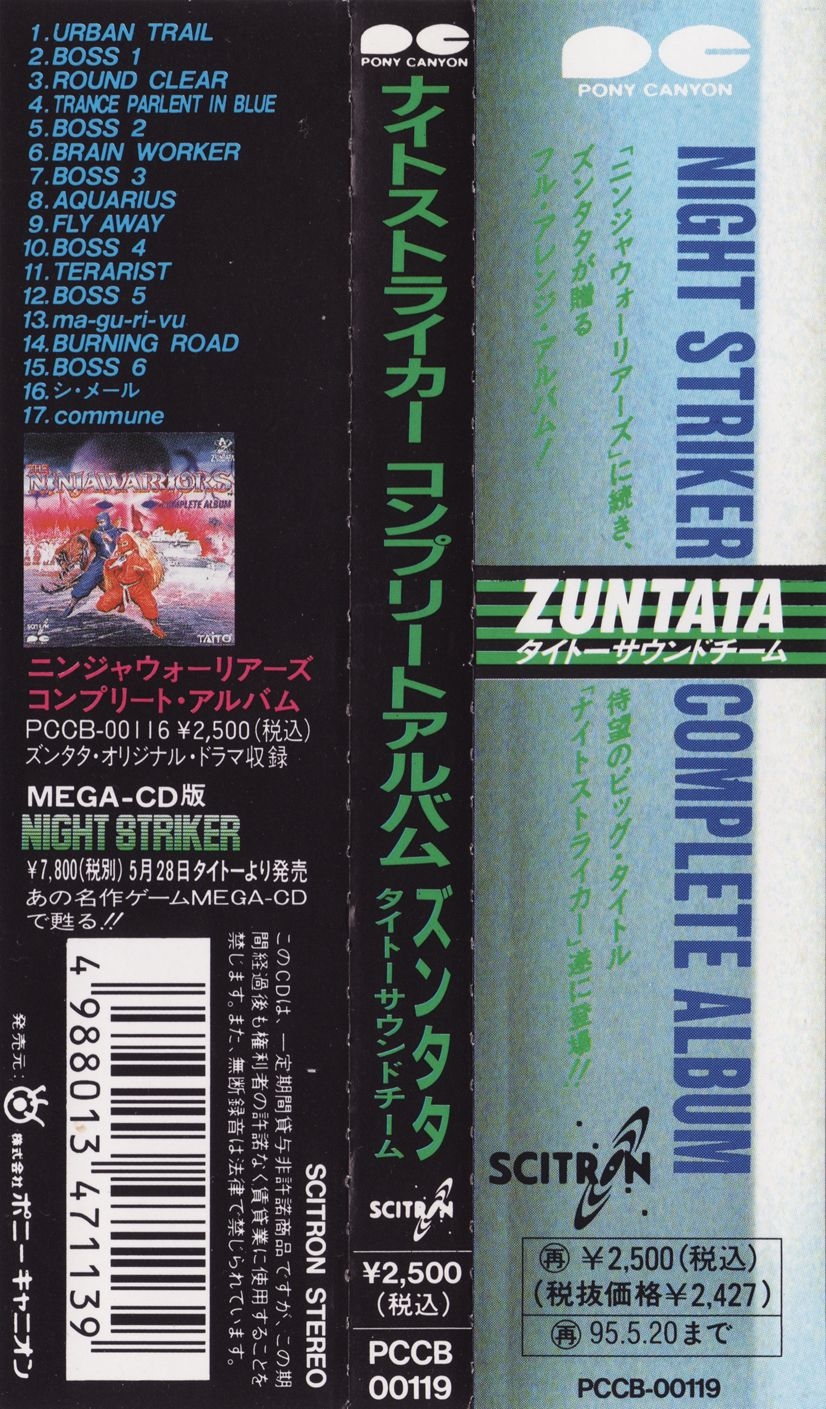 1.URBAN TRAIL
2.BOSS 1
3.ROUND CLEAR
4.TRANCE PARLENT IN BLUE
5.BOSS 2
6.BRAIN WORKER
7.BOSS 3
8.AQUARIUS
9.FLY AWAY
10.BOSS 4
11.TERARIST
12.BOSS 5
13.ma-gu-ri-vu
14.BURNING ROAD
15.BOSS 6
16.シ・メール
17.commune
ZUNTATA
THE
NINJAWARRIORS
COMPLETE ALBUM
SCITRON
TAITO
ニンジャウォーリアーズ
コンプリート・アルバム
PCCB-00116 ¥2,500(税込)
ズンタタ・オリジナル・ドラマ収録
MEGA-CD版
NIGHT STRIKER
¥7,800(税別) 5月28日タイトーより発売
あの名作ゲームMEGA-CD
で甦る!!
4 988013 471139
このCDは、一定期間貸与非許諾商品ですが、この期
間経過後も権利者の許諾なく賃貸業に使用することを
禁じます。また、無断録音は法律で禁じられています。
SCITRON STEREO
発売元:株式会社ポニーキャニオン
PONY CANYON
ナイトストライカー コンプリートアルバム ズンタタ
タイトーサウンドチーム
SCITRON
¥2,500
(税込)
PCCB
00119
PONY CANYON
NIGHT STRIKER COMPLETE ALBUM
「ニンジャウォーリアーズ」に続き、
ズンタタが贈る
フル・アレンジ・アルバム!
ZUNTATA
タイトーサウンドチーム
待望のビッグ・タイトル
「ナイトストライカー」遂に登場!!
SCITRON
再 ¥2,500(税込)
(税抜価格¥2,427)
再 95.5.20まで
PCCB-00119